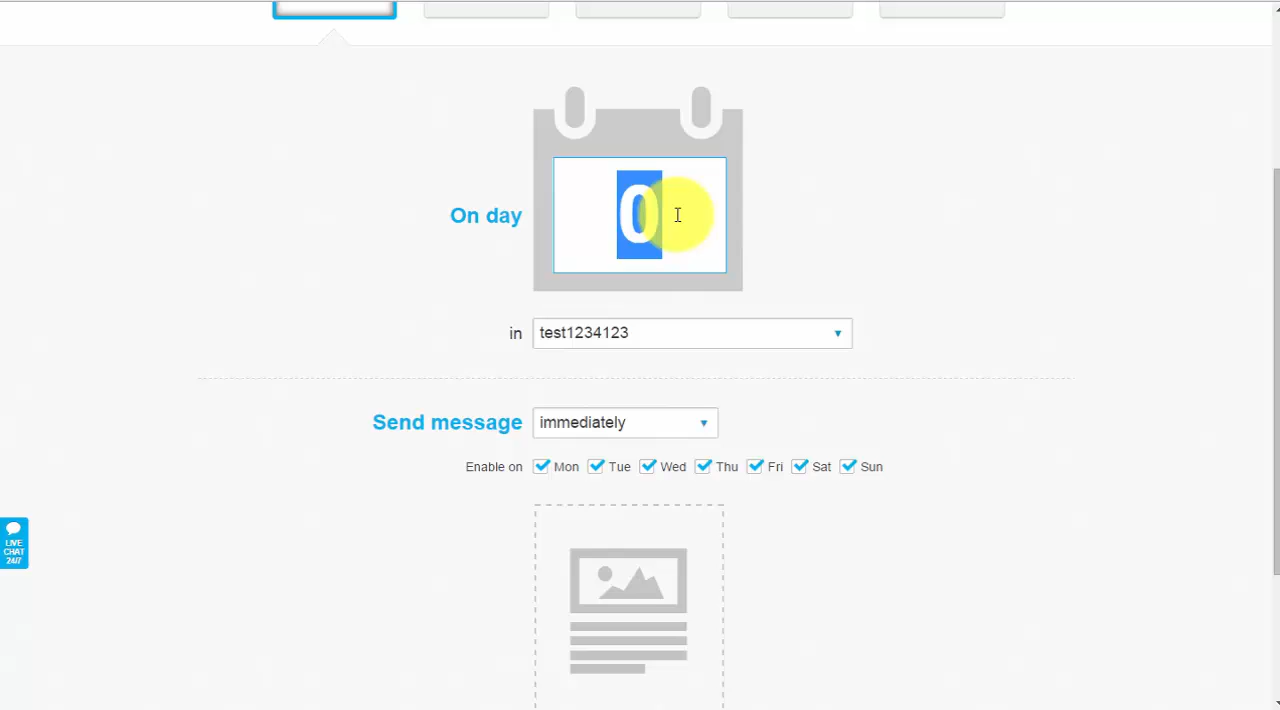 On day 0
in test1234123
Send message immediately
Enable on Mon Tue Wed Thu Fri Sat Sun
LIVE
CHAT
24/7